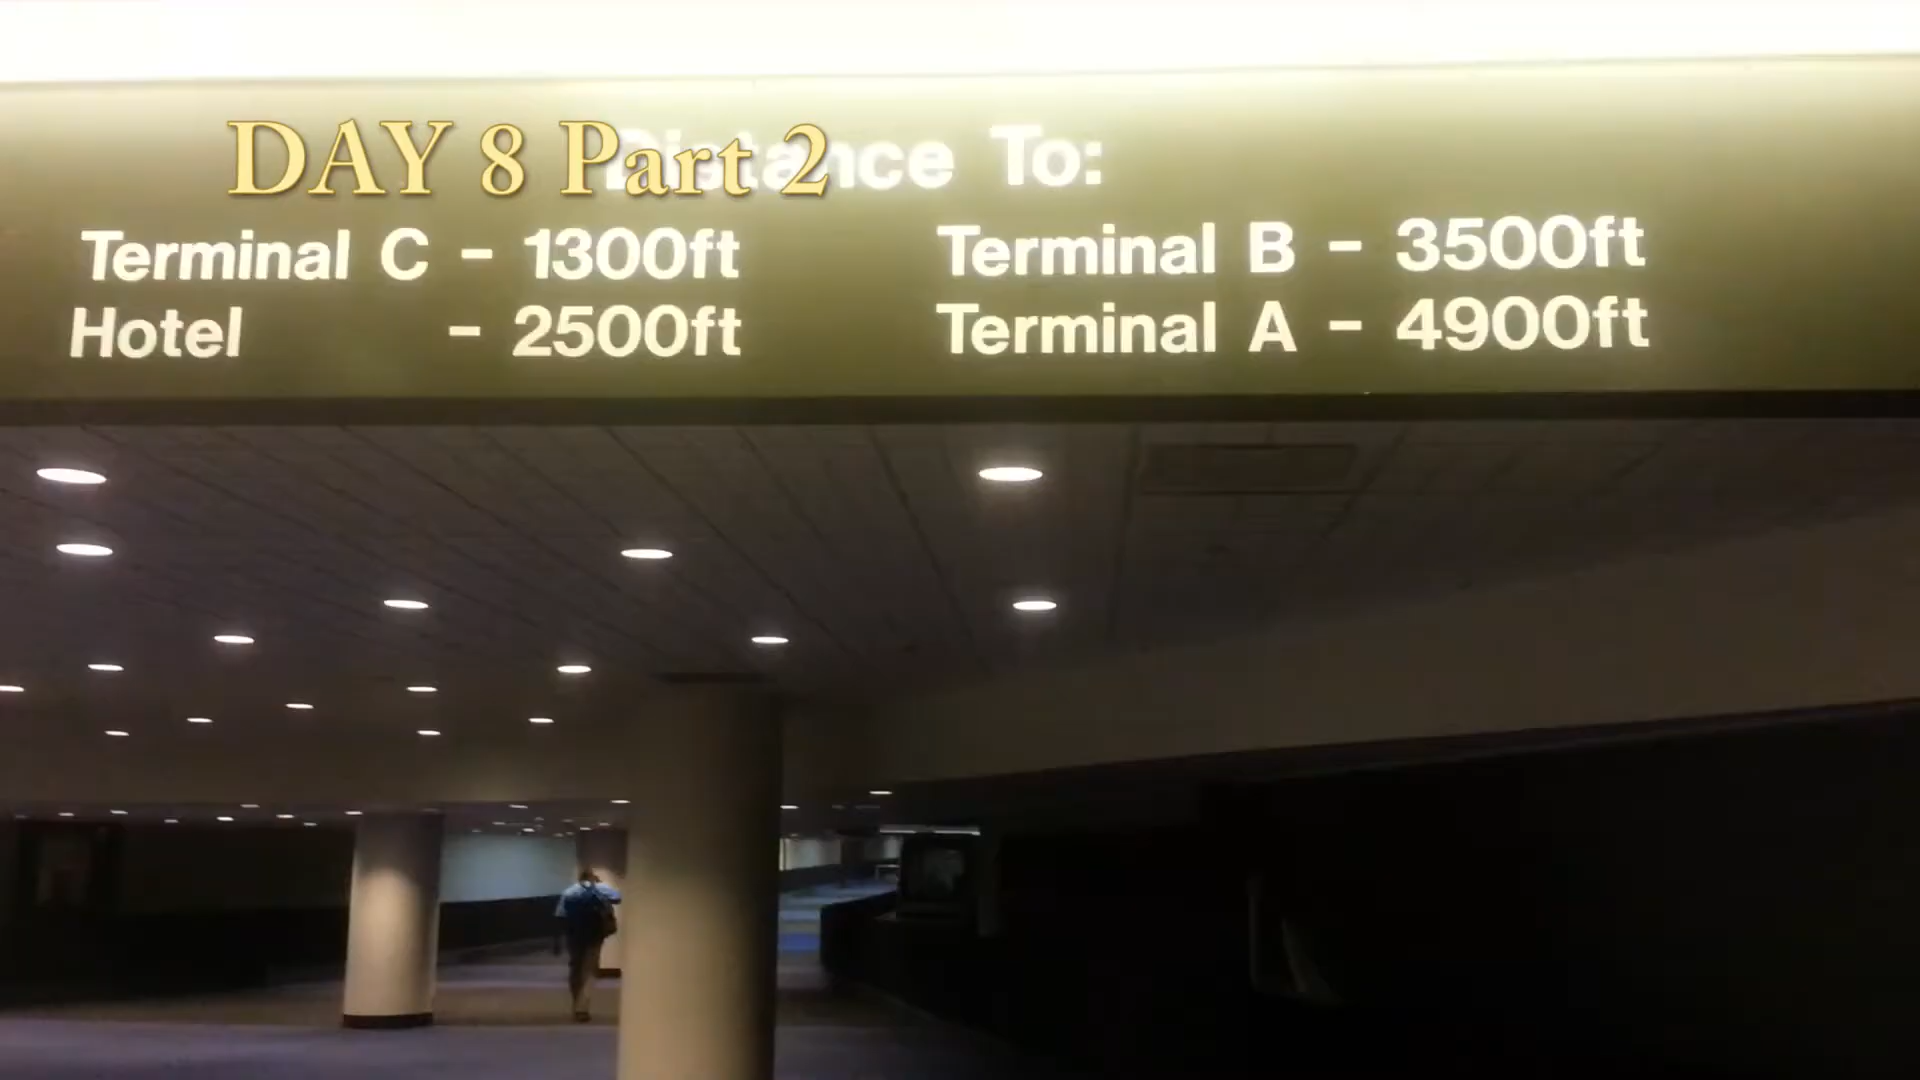 DAY 8 Part 2
Distance To:
Terminal C - 1300ft
Hotel - 2500ft
Terminal B - 3500ft
Terminal A - 4900ft